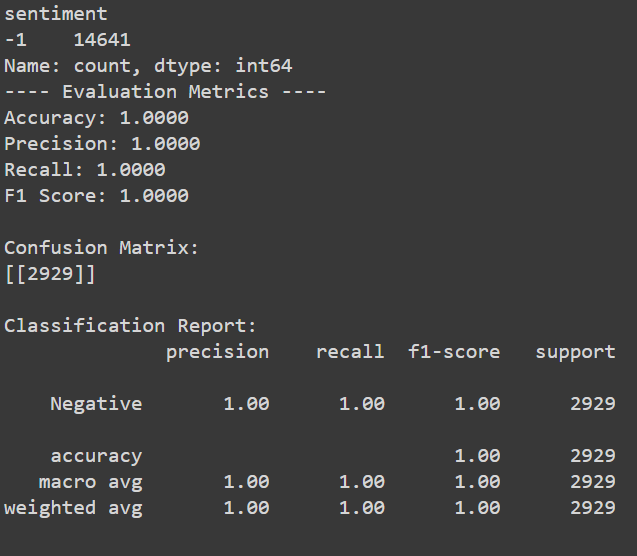 sentiment
-1    14641
Name: count, dtype: int64
---- Evaluation Metrics ----
Accuracy: 1.0000
Precision: 1.0000
Recall: 1.0000
F1 Score: 1.0000

Confusion Matrix:
[[2929]]

Classification Report:
              precision    recall  f1-score   support

    Negative       1.00      1.00      1.00      2929

    accuracy                           1.00      2929
   macro avg       1.00      1.00      1.00      2929
weighted avg       1.00      1.00      1.00      2929